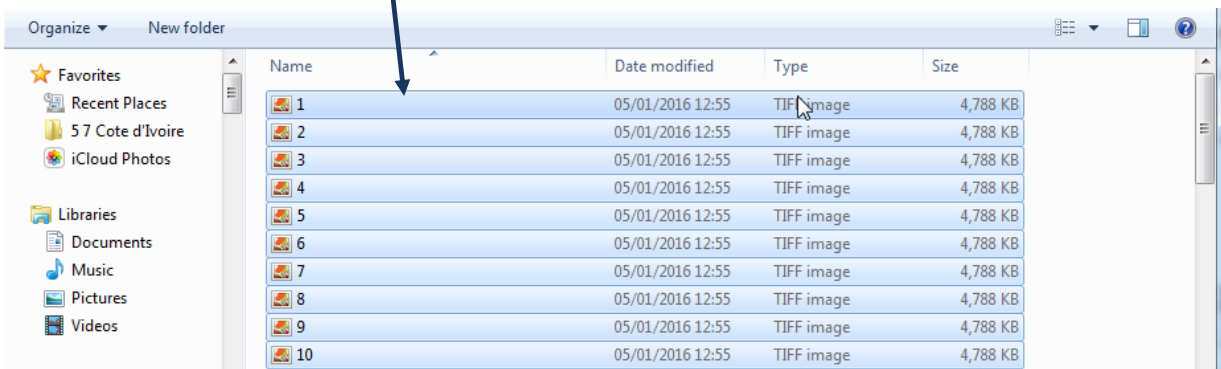 Organize New folder
Favorites
Recent Places
5 7 Cote d'Ivoire
iCloud Photos
Libraries
Documents
Music
Pictures
Videos
Name Date modified Type Size
1 05/01/2016 12:55 TIFF image 4,788 KB
2 05/01/2016 12:55 TIFF image 4,788 KB
3 05/01/2016 12:55 TIFF image 4,788 KB
4 05/01/2016 12:55 TIFF image 4,788 KB
5 05/01/2016 12:55 TIFF image 4,788 KB
6 05/01/2016 12:55 TIFF image 4,788 KB
7 05/01/2016 12:55 TIFF image 4,788 KB
8 05/01/2016 12:55 TIFF image 4,788 KB
9 05/01/2016 12:55 TIFF image 4,788 KB
10 05/01/2016 12:55 TIFF image 4,788 KB